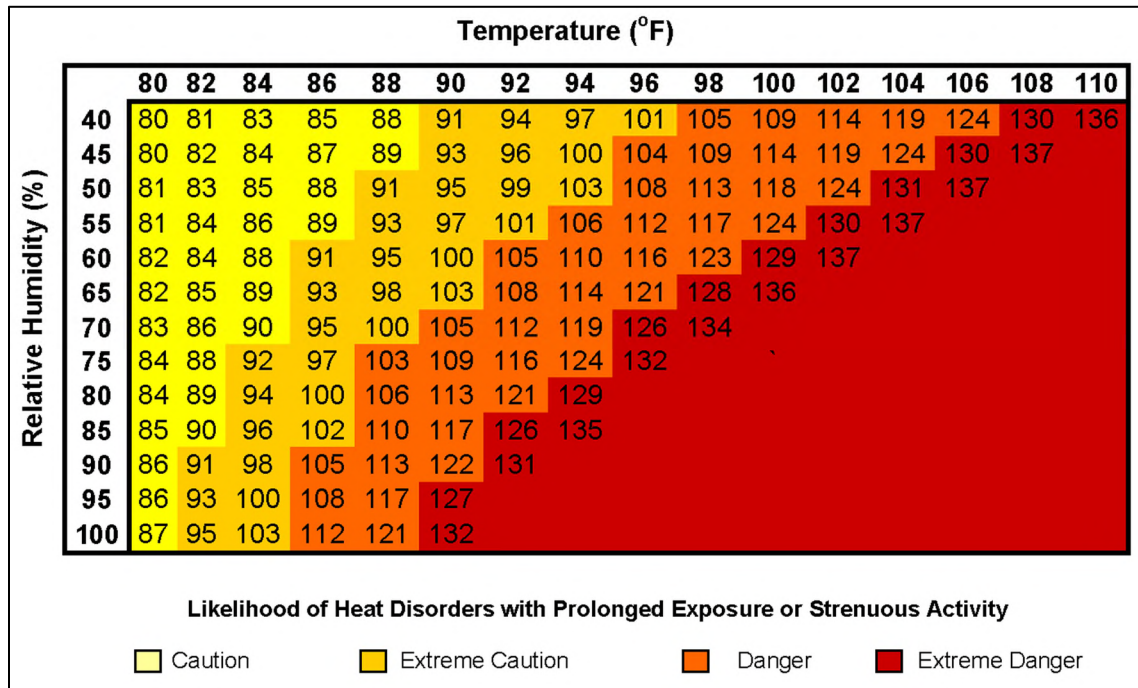 Temperature (°F)
80 82 84 86 88 90 92 94 96 98 100 102 104 106 108 110
Relative Humidity (%)
40 80 81 83 85 88 91 94 97 101 105 109 114 119 124 130 136
45 80 82 84 87 89 93 96 100 104 109 114 119 124 130 137
50 81 83 85 88 91 95 99 103 108 113 118 124 131 137
55 81 84 86 89 93 97 101 106 112 117 124 130 137
60 82 84 88 91 95 100 105 110 116 123 129 137
65 82 85 89 93 98 103 108 114 121 128 136
70 83 86 90 95 100 105 112 119 126 134
75 84 88 92 97 103 109 116 124 132 `
80 84 89 94 100 106 113 121 129
85 85 90 96 102 110 117 126 135
90 86 91 98 105 113 122 131
95 86 93 100 108 117 127
100 87 95 103 112 121 132
Likelihood of Heat Disorders with Prolonged Exposure or Strenuous Activity
Caution Extreme Caution Danger Extreme Danger